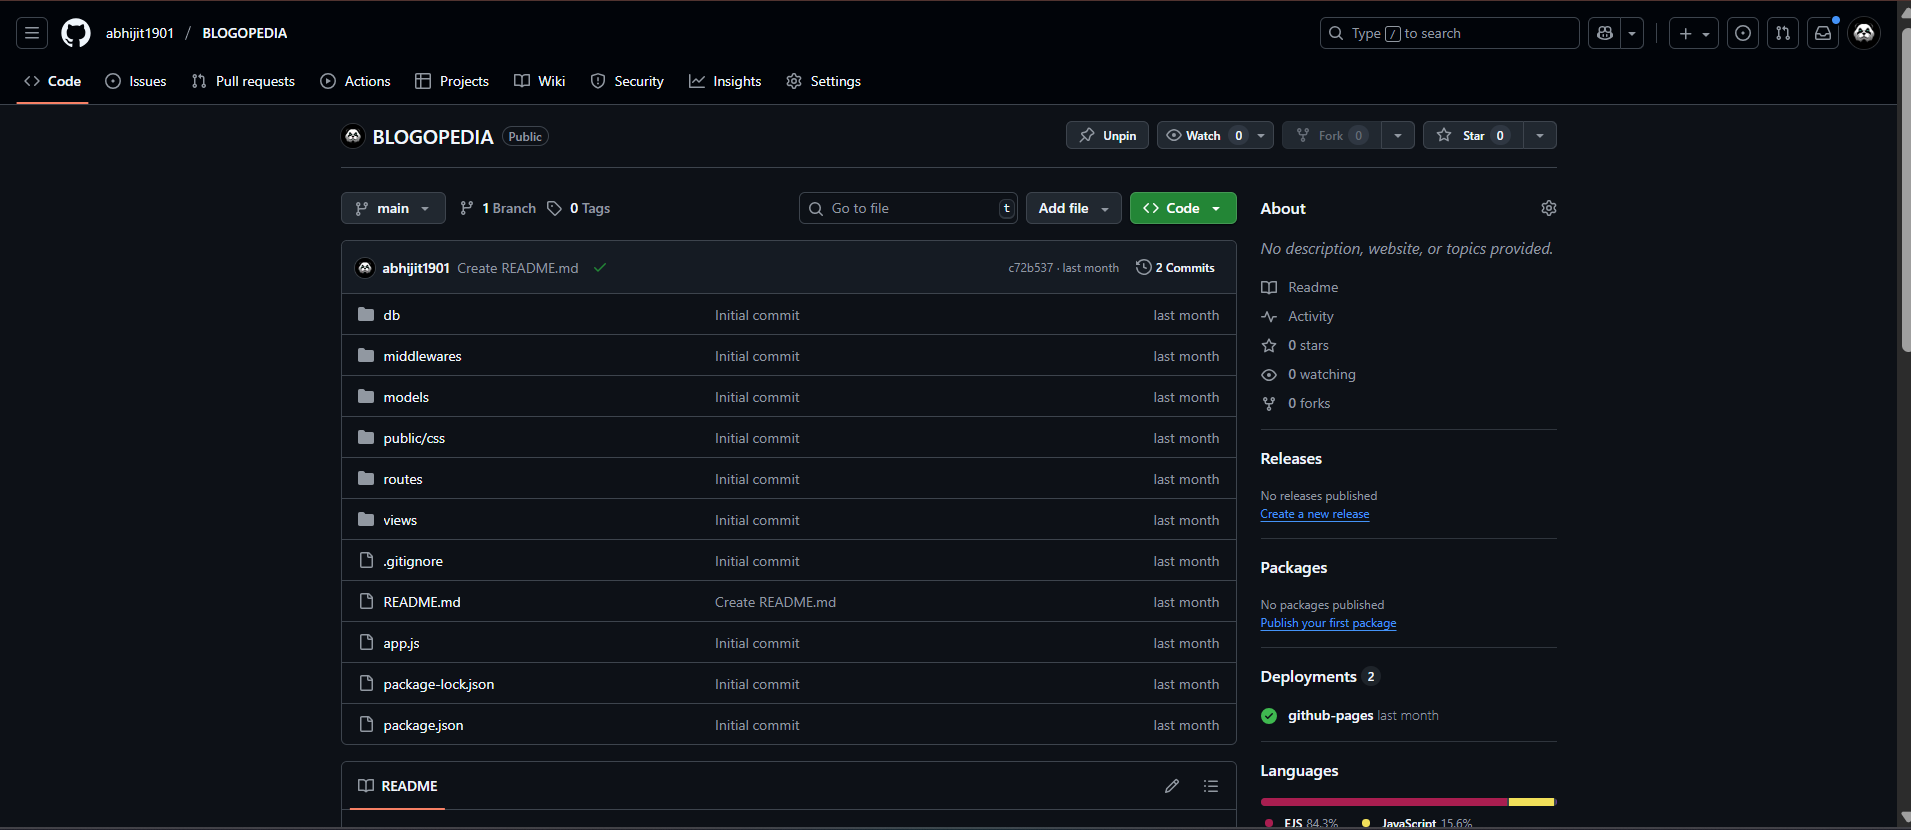 abhijit1901 / BLOGOPEDIA
Type / to search
Code Issues Pull requests Actions Projects Wiki Security Insights Settings
BLOGOPEDIA Public
Unpin Watch 0 Fork 0 Star 0
main 1 Branch 0 Tags
Go to file t Add file Code
abhijit1901 Create README.md c72b537 · last month 2 Commits
db Initial commit last month
middlewares Initial commit last month
models Initial commit last month
public/css Initial commit last month
routes Initial commit last month
views Initial commit last month
.gitignore Initial commit last month
README.md Create README.md last month
app.js Initial commit last month
package-lock.json Initial commit last month
package.json Initial commit last month
README
About
No description, website, or topics provided.
Readme
Activity
0 stars
0 watching
0 forks
Releases
No releases published
Create a new release
Packages
No packages published
Publish your first package
Deployments 2
github-pages last month
Languages
EJS 84.3% JavaScript 15.6%